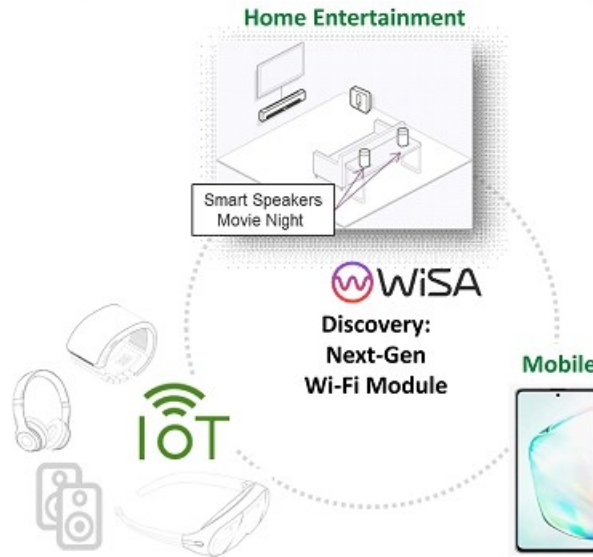 Home Entertainment
Smart Speakers
Movie Night
WiSA
Discovery:
Next-Gen
Wi-Fi Module
Mobile
IoT